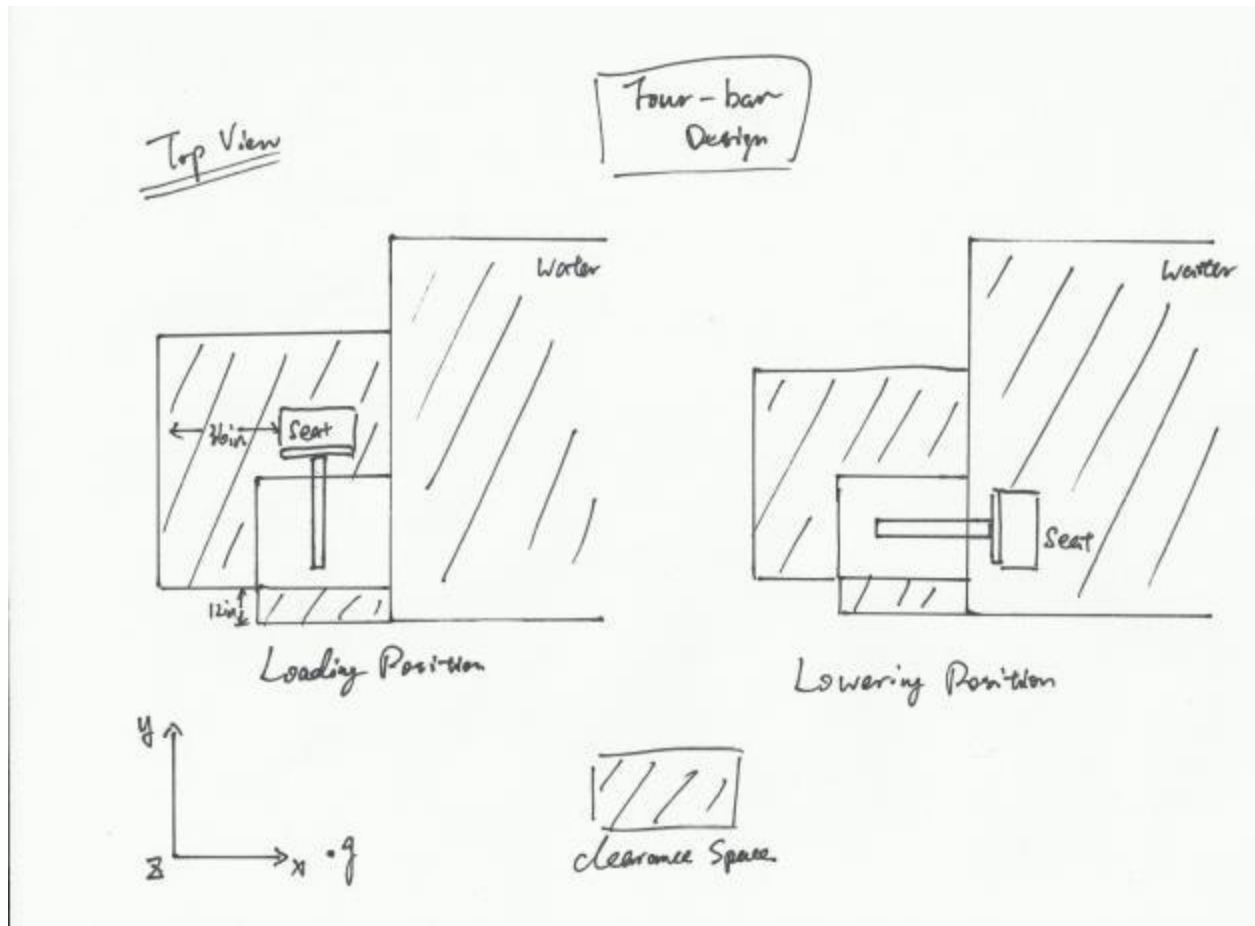 Four-bar
Design
Top View
Water
Water
36in
Seat
Seat
12in
Loading Position
Lowering Position
y
z
x
•g
Clearance Space